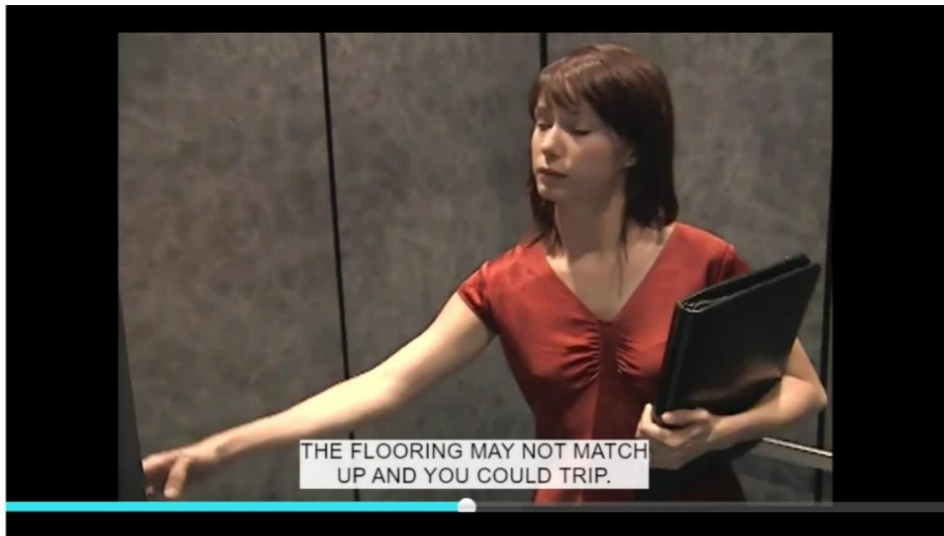 THE FLOORING MAY NOT MATCH
UP AND YOU COULD TRIP.